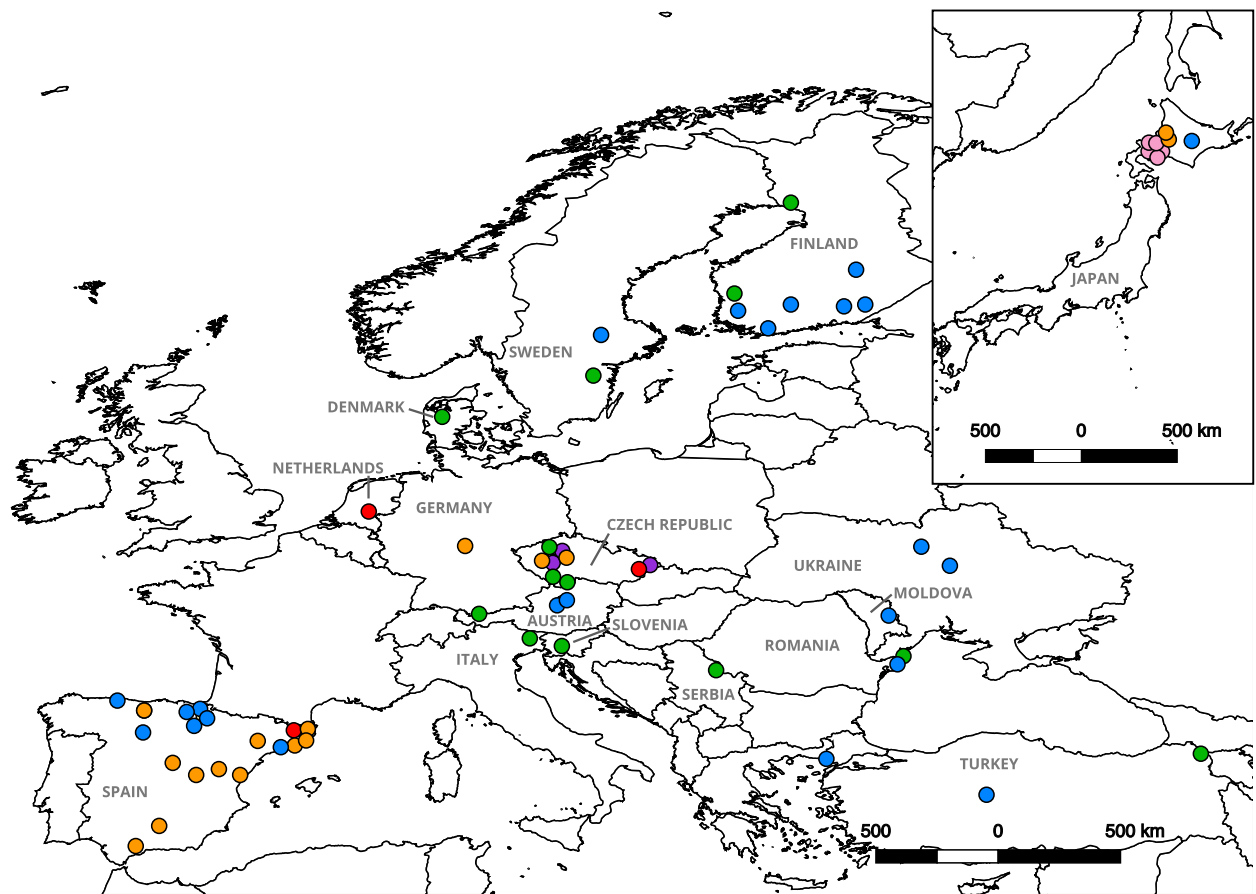 FINLAND
JAPAN
SWEDEN
DENMARK
500 0 500 km
NETHERLANDS
GERMANY
CZECH REPUBLIC
UKRAINE
MOLDOVA
AUSTRIA
SLOVENIA
ROMANIA
ITALY
SERBIA
TURKEY
SPAIN
500 0 500 km